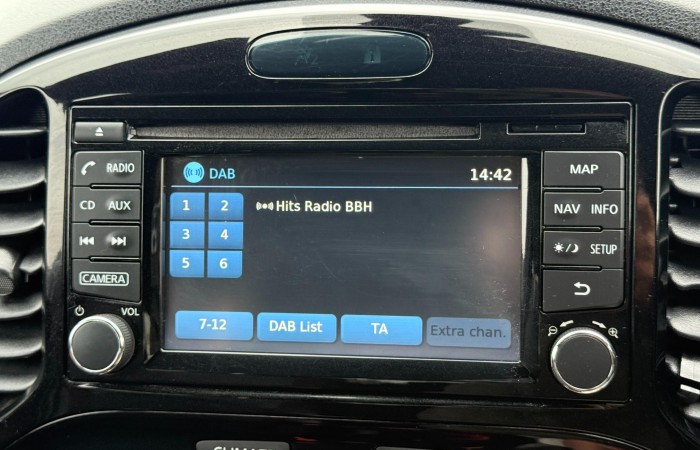 RADIO
CD AUX
CAMERA
VOL
DAB 14:42
1 2
3 4
5 6
Hits Radio BBH
7-12 DAB List TA Extra chan.
MAP
NAV INFO
SETUP